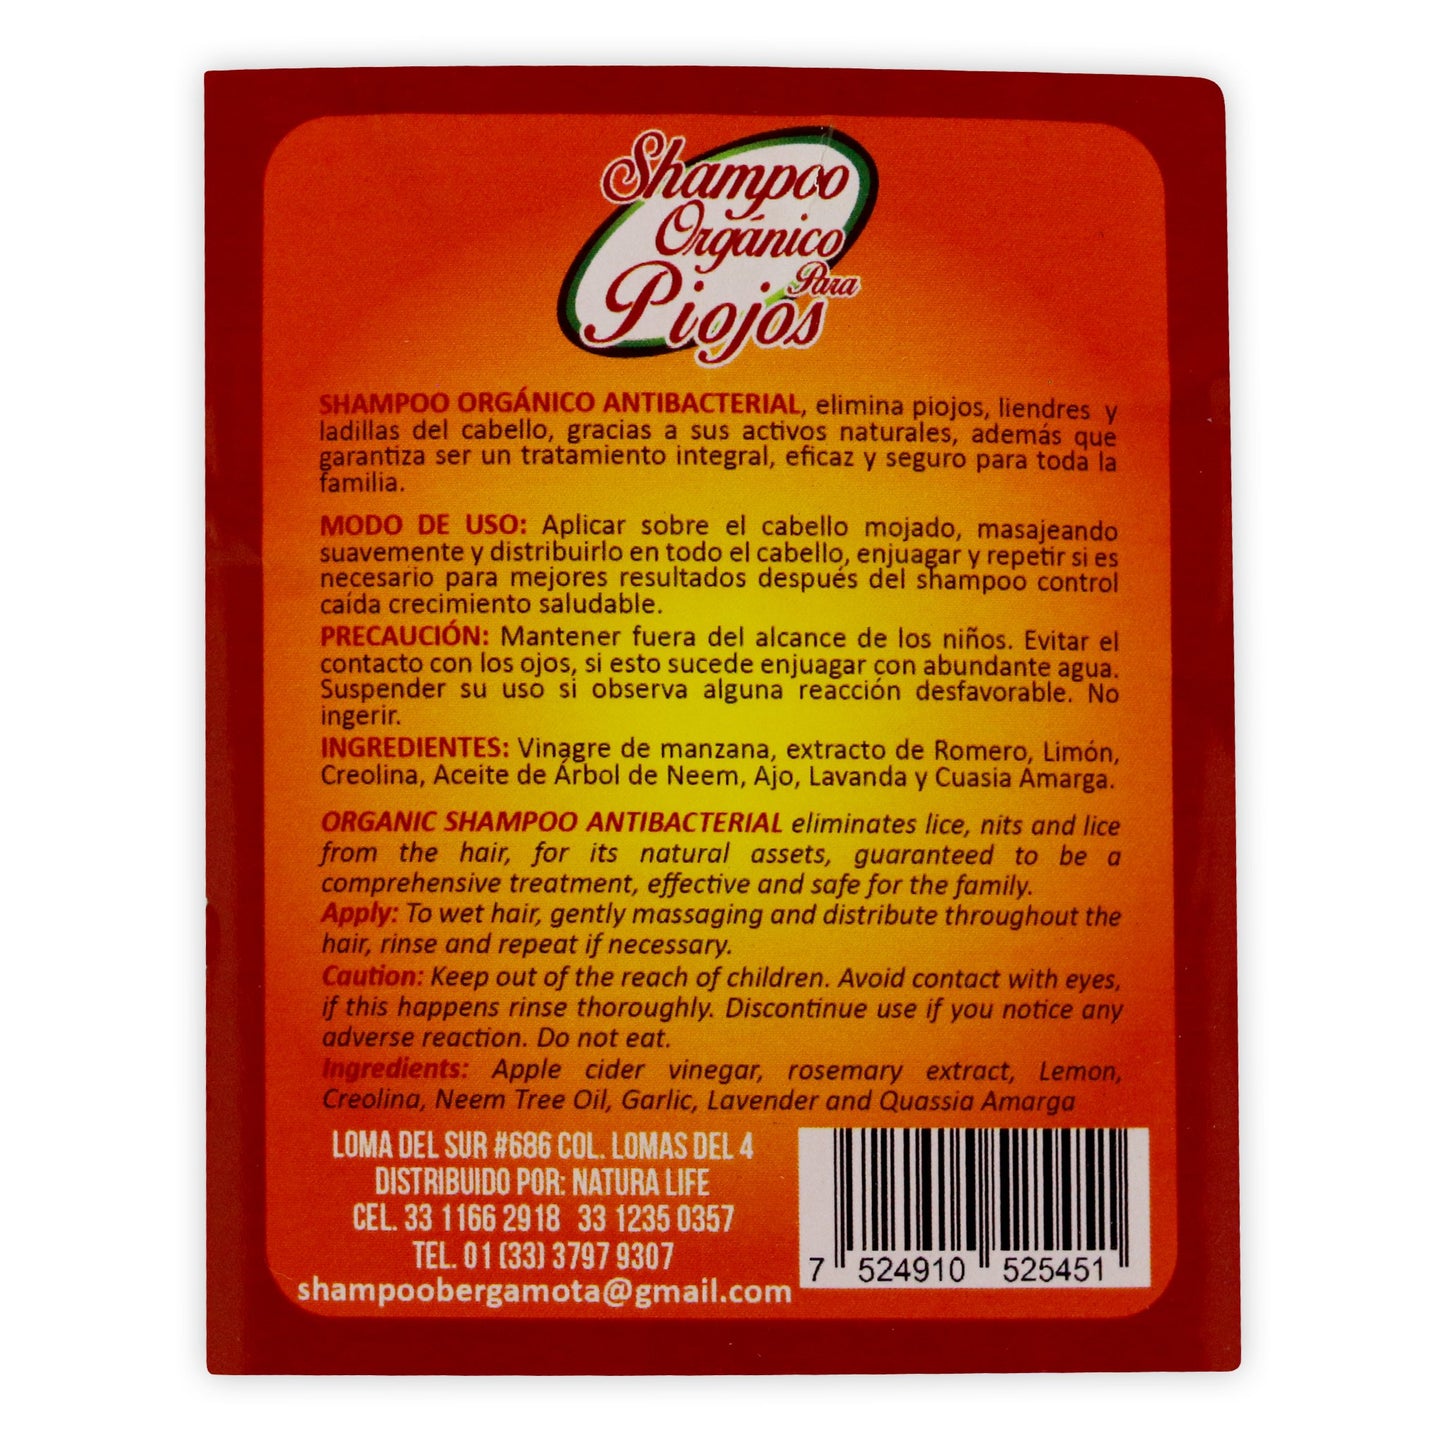 Shampoo
Orgánico
Para
Piojos
SHAMPOO ORGÁNICO ANTIBACTERIAL, elimina piojos, liendres y
ladillas del cabello, gracias a sus activos naturales, además que
garantiza ser un tratamiento integral, eficaz y seguro para toda la
familia.
MODO DE USO: Aplicar sobre el cabello mojado, masajeando
suavemente y distribuirlo en todo el cabello, enjuagar y repetir si es
necesario para mejores resultados después del shampoo control
caída crecimiento saludable.
PRECAUCIÓN: Mantener fuera del alcance de los niños. Evitar el
contacto con los ojos, si esto sucede enjuagar con abundante agua.
Suspender su uso si observa alguna reacción desfavorable. No
ingerir.
INGREDIENTES: Vinagre de manzana, extracto de Romero, Limón,
Creolina, Aceite de Árbol de Neem, Ajo, Lavanda y Cuasia Amarga.
ORGANIC SHAMPOO ANTIBACTERIAL eliminates lice, nits and lice
from the hair, for its natural assets, guaranteed to be a
comprehensive treatment, effective and safe for the family.
Apply: To wet hair, gently massaging and distribute throughout the
hair, rinse and repeat if necessary.
Caution: Keep out of the reach of children. Avoid contact with eyes,
if this happens rinse thoroughly. Discontinue use if you notice any
adverse reaction. Do not eat.
Ingredients: Apple cider vinegar, rosemary extract, Lemon,
Creolina, Neem Tree Oil, Garlic, Lavender and Quassia Amarga
LOMA DEL SUR #686 COL. LOMAS DEL 4
DISTRIBUIDO POR: NATURA LIFE
CEL. 33 1166 2918 33 1235 0357
TEL. 01 (33) 3797 9307
shampoobergamota@gmail.com
7 524910 525451